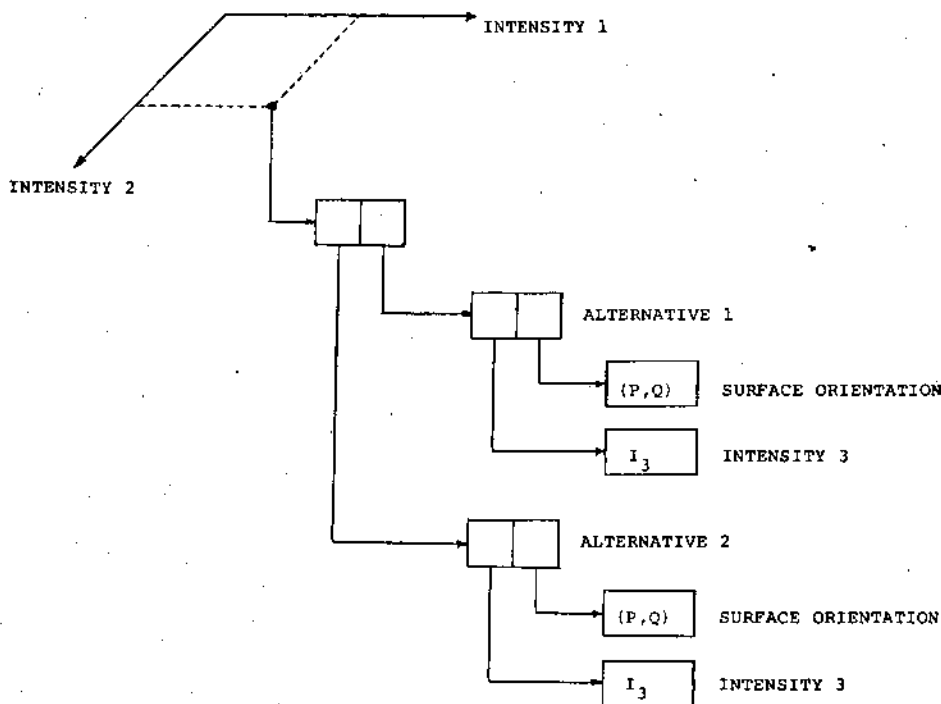 INTENSITY 1
INTENSITY 2
ALTERNATIVE 1
(P,Q) SURFACE ORIENTATION
I3 INTENSITY 3
ALTERNATIVE 2
(P,Q) SURFACE ORIENTATION
I3 INTENSITY 3